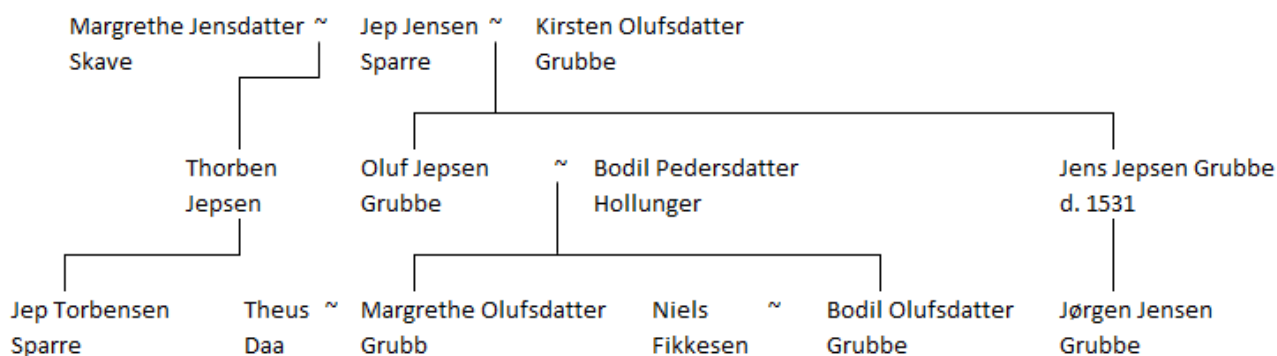 Margrethe Jensdatter ~ Jep Jensen ~ Kirsten Olufsdatter
Skave Sparre Grubbe
Thorben Oluf Jepsen ~ Bodil Pedersdatter Jens Jepsen Grubbe
Jepsen Grubbe Hollunger d. 1531
Jep Torbensen Theus ~ Margrethe Olufsdatter Niels ~ Bodil Olufsdatter Jørgen Jensen
Sparre Daa Grubb Fikkesen Grubbe Grubbe